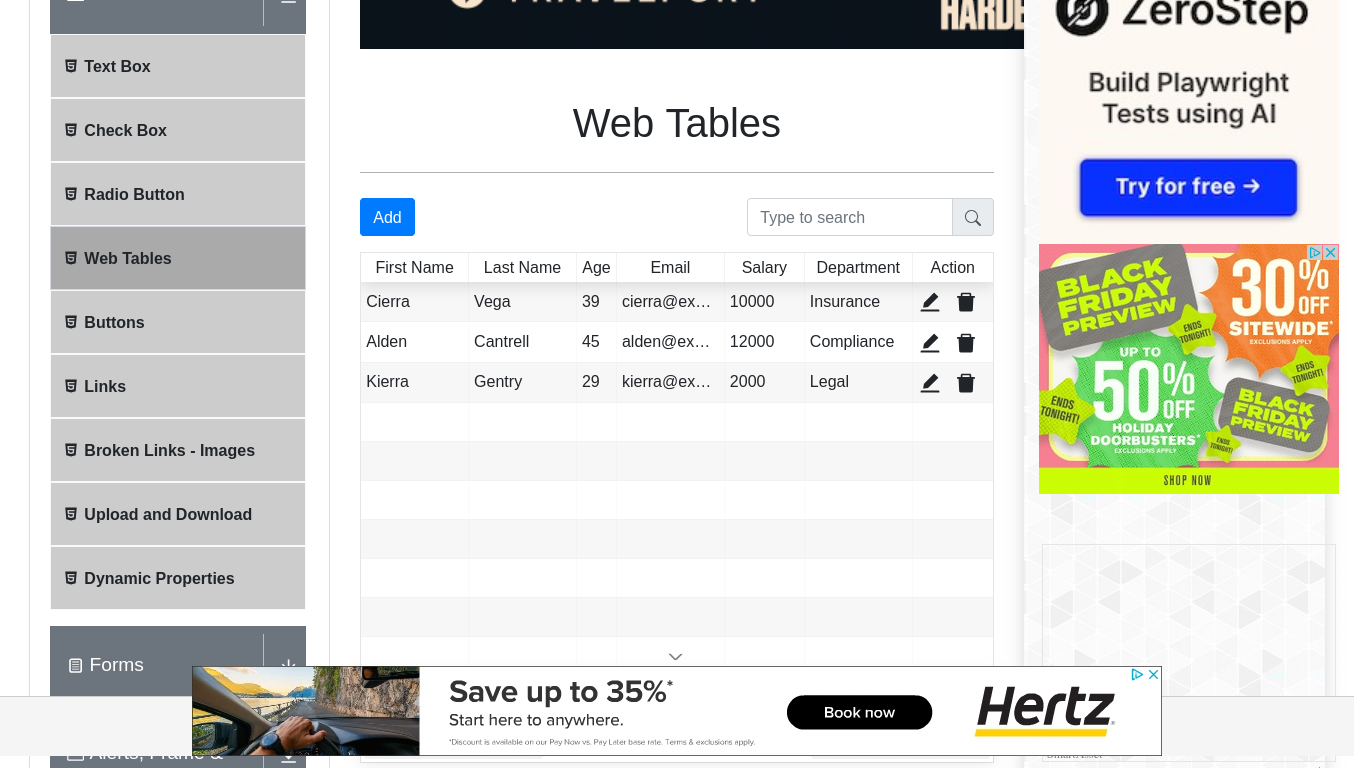 TRAVELPORT
HARDE
ZeroStep
Build Playwright
Tests using AI
Try for free →
Text Box
Check Box
Radio Button
Web Tables
Buttons
Links
Broken Links - Images
Upload and Download
Dynamic Properties
Forms
Alerts, Frame &
Web Tables
Add
Type to search
First Name Last Name Age Email Salary Department Action
Cierra Vega 39 cierra@ex… 10000 Insurance
Alden Cantrell 45 alden@ex… 12000 Compliance
Kierra Gentry 29 kierra@ex… 2000 Legal
BLACK
FRIDAY
PREVIEW
ENDS
TONIGHT!
30% OFF
SITEWIDE*
EXCLUSIONS APPLY
UP TO
50% OFF
HOLIDAY
DOORBUSTERS*
EXCLUSIONS APPLY
ENDS
TONIGHT!
ENDS
TONIGHT!
BLACK
FRIDAY
PREVIEW
ENDS
TONIGHT!
SHOP NOW
Save up to 35%*
Start here to anywhere.
*Discount is available on our Pay Now vs. Pay Later base rate. Terms & exclusions apply.
Book now
Hertz